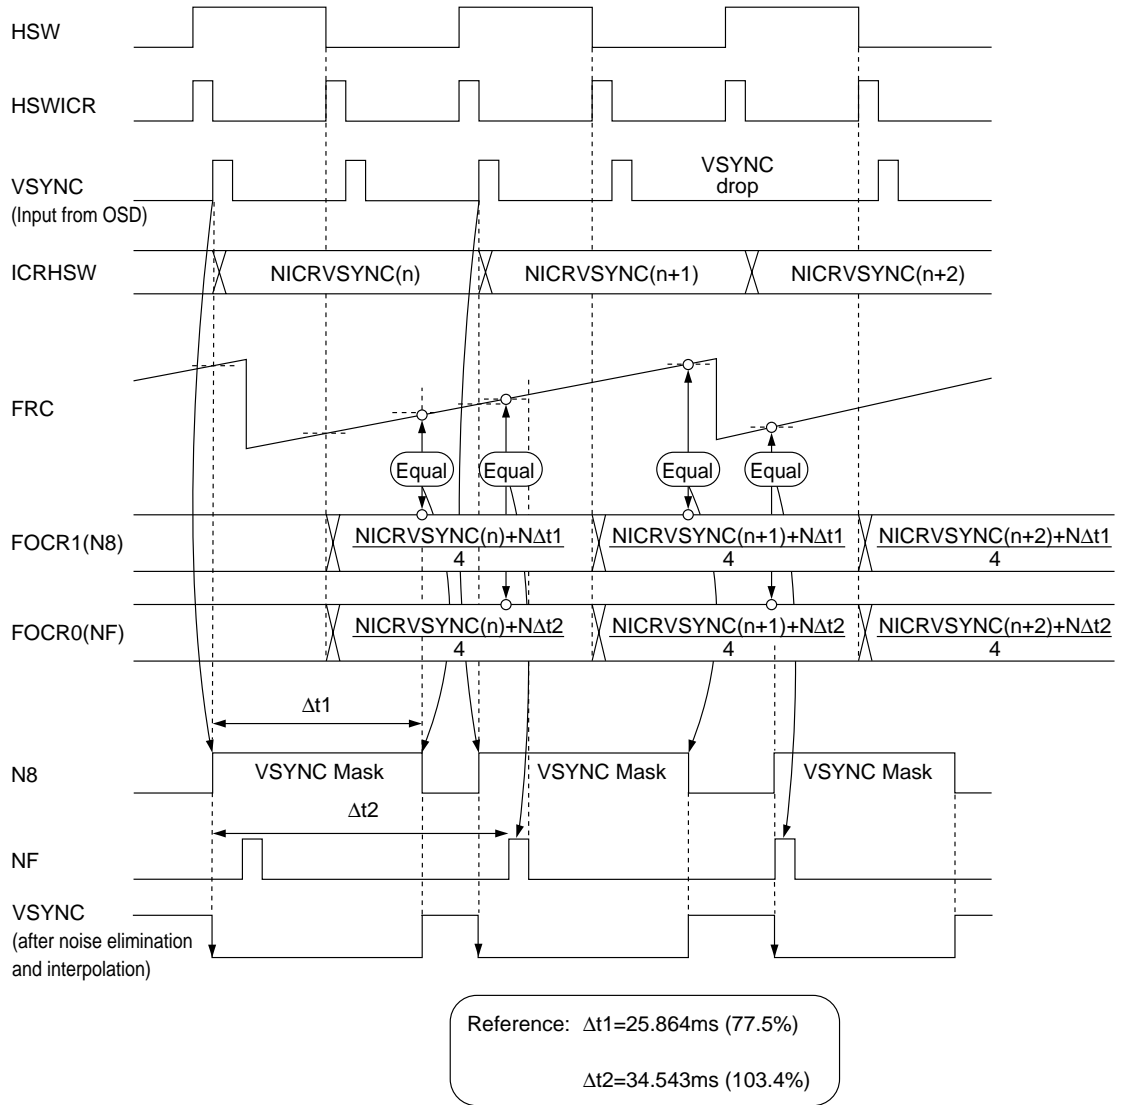 HSW
HSWICR
VSYNC
(Input from OSD)
VSYNC
drop
ICRHSW
NICRVSYNC(n)
NICRVSYNC(n+1)
NICRVSYNC(n+2)
FRC
Equal
Equal
Equal
Equal
FOCR1(N8)
NICRVSYNC(n)+NΔt1
4
NICRVSYNC(n+1)+NΔt1
4
NICRVSYNC(n+2)+NΔt1
4
FOCR0(NF)
NICRVSYNC(n)+NΔt2
4
NICRVSYNC(n+1)+NΔt2
4
NICRVSYNC(n+2)+NΔt2
4
Δt1
N8
VSYNC Mask
VSYNC Mask
VSYNC Mask
Δt2
NF
VSYNC
(after noise elimination
and interpolation)
Reference: Δt1=25.864ms (77.5%)
Δt2=34.543ms (103.4%)